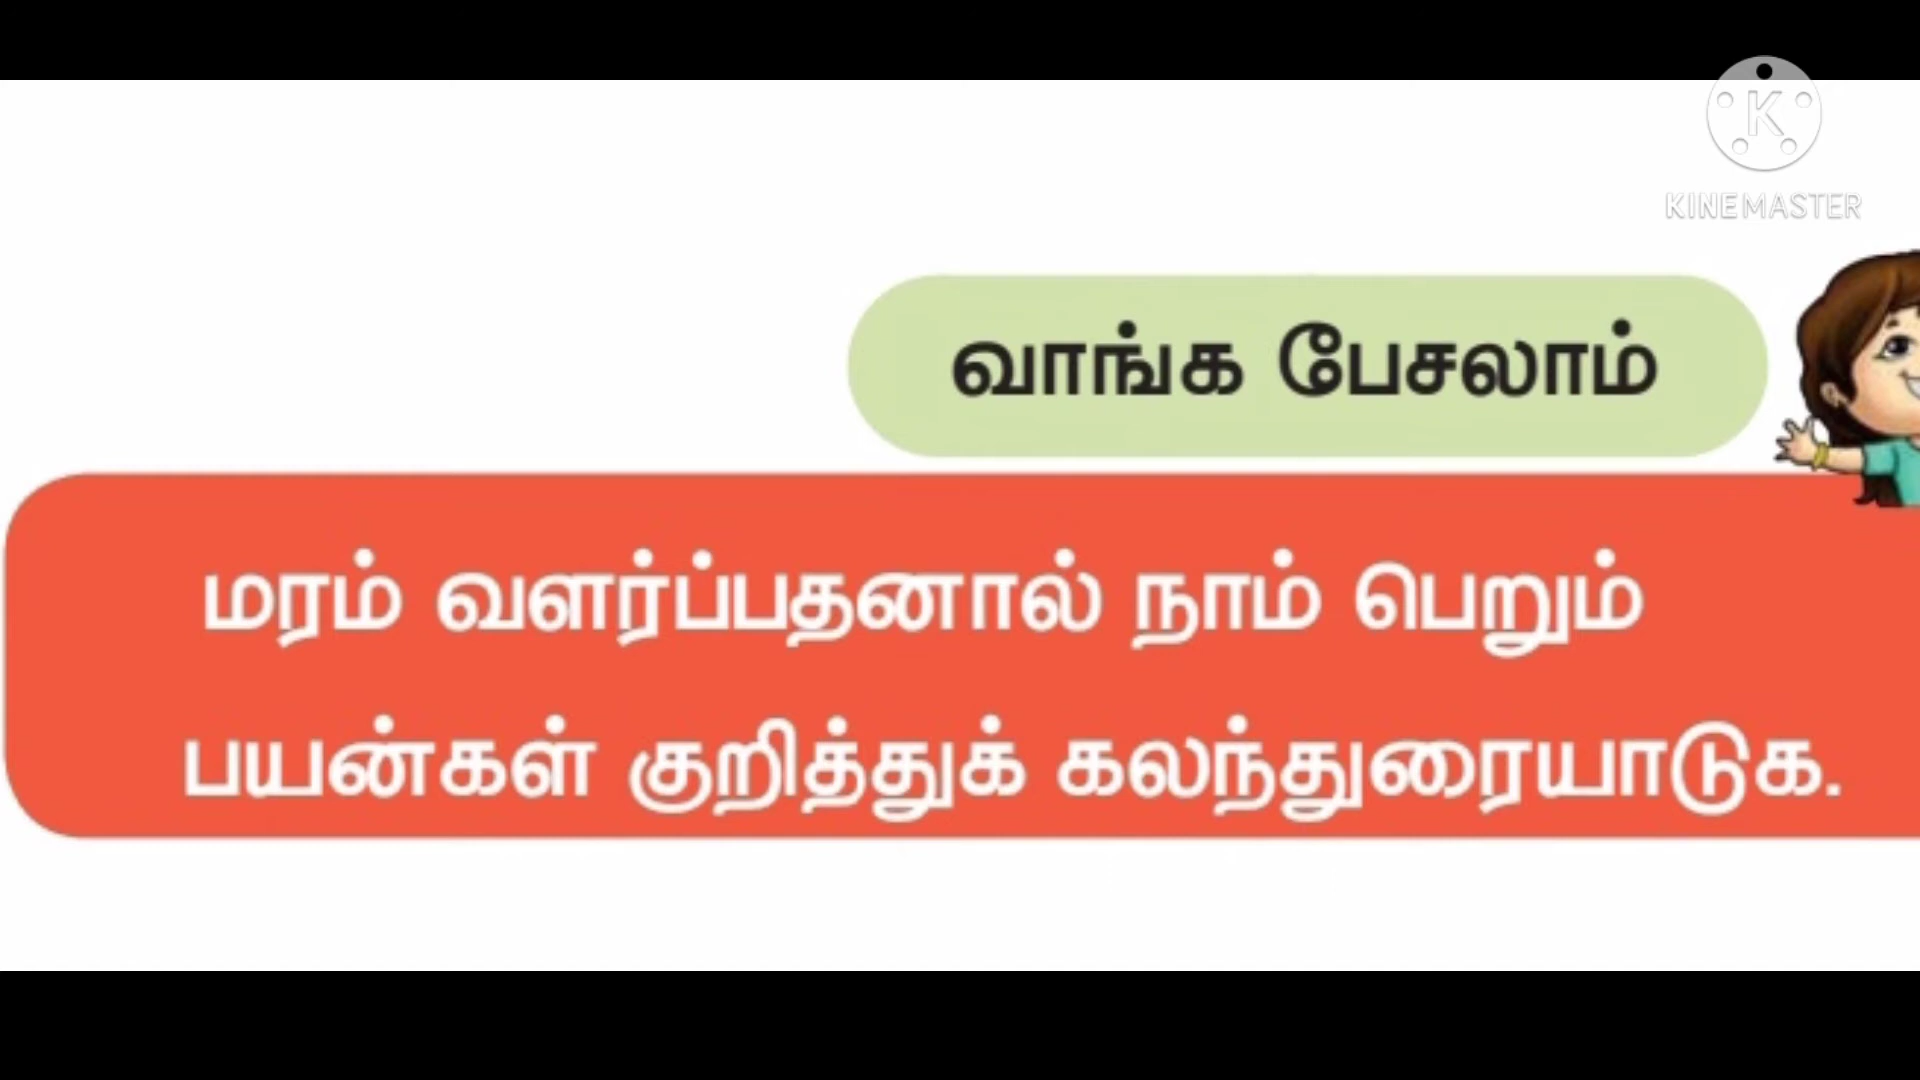 K
KINEMASTER
வாங்க பேசலாம்
மரம் வளர்ப்பதனால் நாம் பெறும்
பயன்கள் குறித்துக் கலந்துரையாடுக.